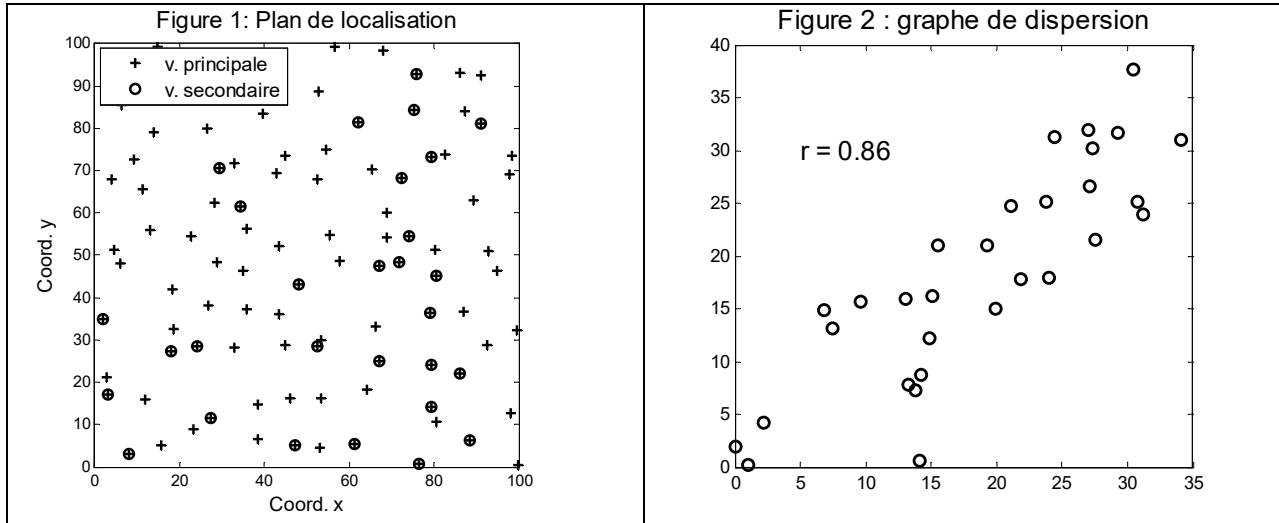 Figure 1: Plan de localisation
100
90
80
70
60
50
40
30
20
10
0
v. principale
v. secondaire
Coord. y
0 20 40 60 80 100
Coord. x
Figure 2 : graphe de dispersion
40
35
30
25
20
15
10
5
0
r = 0.86
0 5 10 15 20 25 30 35